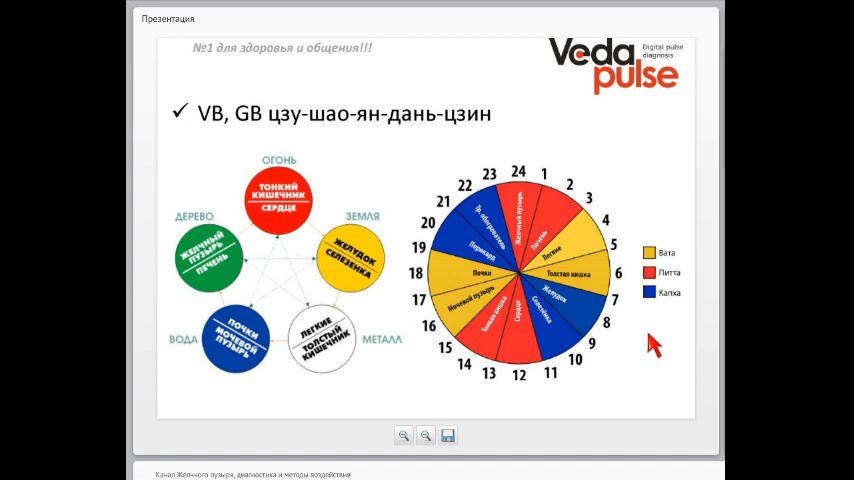 Презентация
№1 для здоровья и общения!!!
Veda
pulse
Digital pulse
diagnosis
✓ VB, GB цзу-шао-ян-дань-цзин
ОГОНЬ
ТОНКИЙ
КИШЕЧНИК
СЕРДЦЕ
ДЕРЕВО
ЖЕЛЧНЫЙ
ПУЗЫРЬ
ПЕЧЕНЬ
ЗЕМЛЯ
ЖЕЛУДОК
СЕЛЕЗЕНКА
ВОДА
ПОЧКИ
МОЧЕВОЙ
ПУЗЫРЬ
ЛЕГКИЕ
ТОЛСТЫЙ
КИШЕЧНИК
МЕТАЛЛ
24
1
2
3
4
5
6
7
8
9
10
11
12
13
14
15
16
17
18
19
20
21
22
23
Желчный пузырь
Печень
Легкие
Толстая кишка
Желудок
Селезёнка
Сердце
Тонкая кишка
Мочевой пузырь
Почки
Перикард
Тр. обогреватель
Вата
Питта
Капха
Канал Желчного пузыря, диагностика и методы воздействия